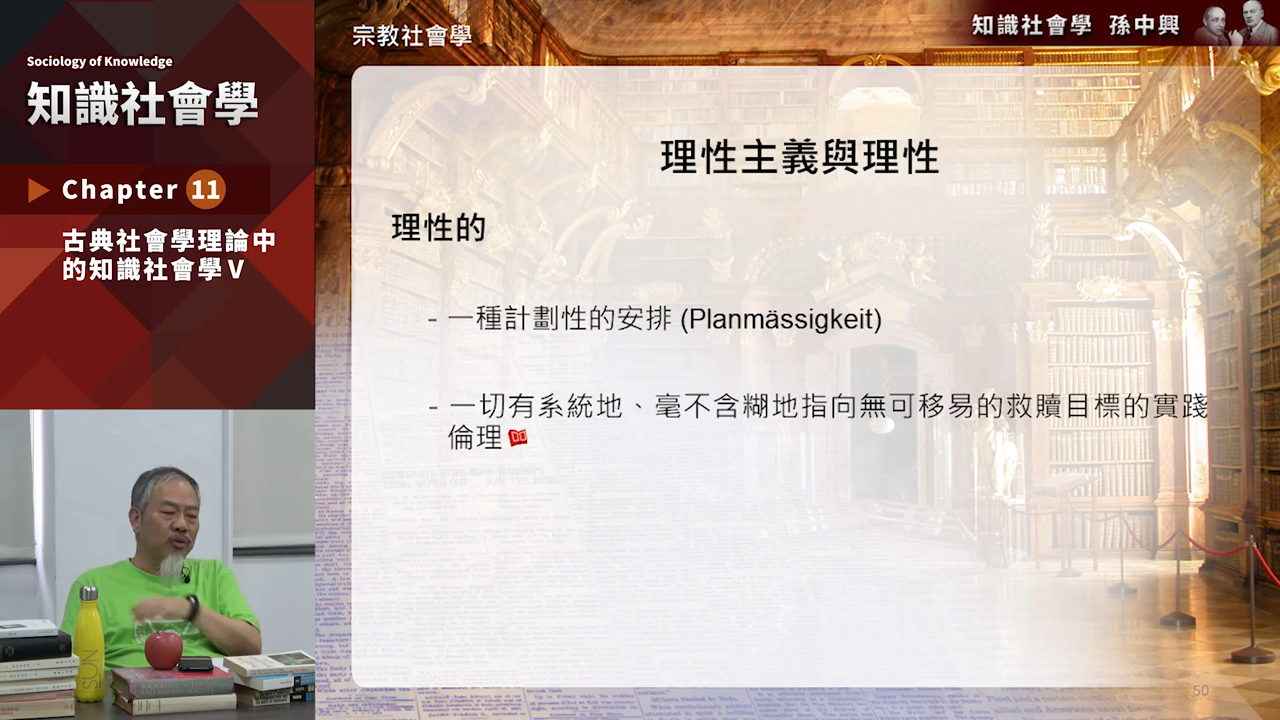 Sociology of Knowledge
知識社會學
Chapter 11
古典社會學理論中
的知識社會學 V
宗教社會學
知識社會學 孫中興
理性主義與理性
理性的
- 一種計劃性的安排 (Planmässigkeit)
- 一切有系統地、毫不含糊地指向無可移易的救贖目標的實踐
倫理
SUN
50